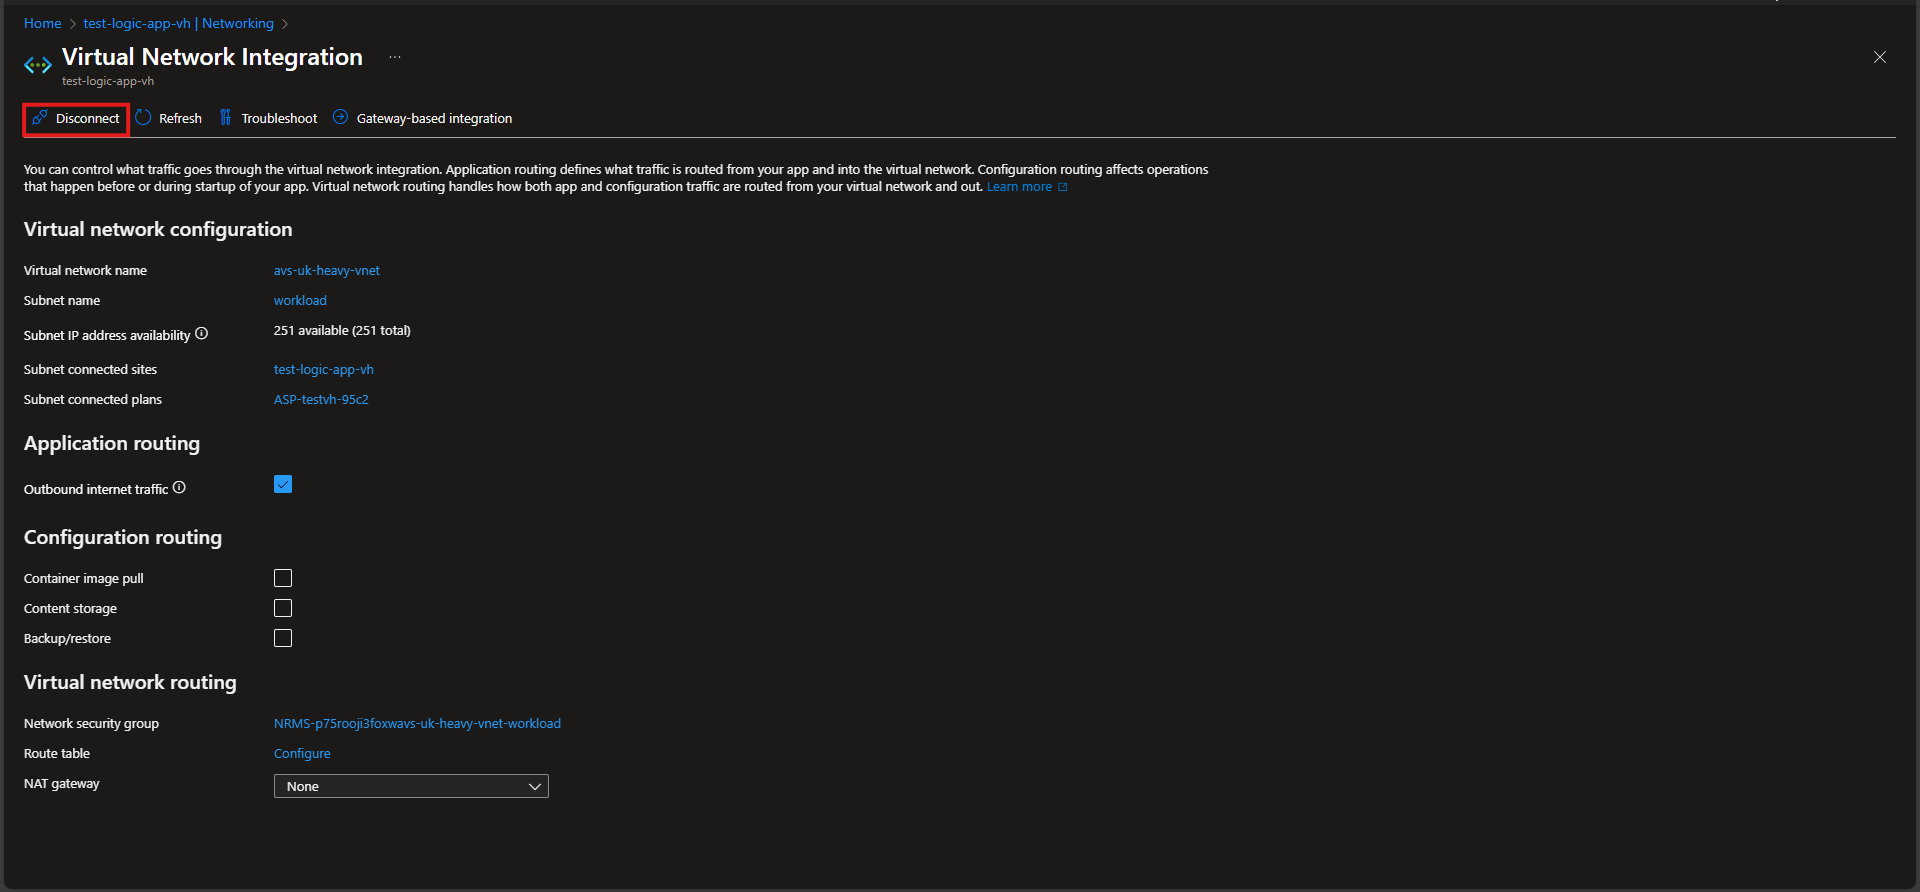 Home > test-logic-app-vh | Networking >
Virtual Network Integration ...
test-logic-app-vh
Disconnect Refresh Troubleshoot Gateway-based integration
You can control what traffic goes through the virtual network integration. Application routing defines what traffic is routed from your app and into the virtual network. Configuration routing affects operations
that happen before or during startup of your app. Virtual network routing handles how both app and configuration traffic are routed from your virtual network and out. Learn more
Virtual network configuration
Virtual network name avs-uk-heavy-vnet
Subnet name workload
Subnet IP address availability 251 available (251 total)
Subnet connected sites test-logic-app-vh
Subnet connected plans ASP-testvh-95c2
Application routing
Outbound internet traffic
Configuration routing
Container image pull
Content storage
Backup/restore
Virtual network routing
Network security group NRMS-p75rooji3foxwavs-uk-heavy-vnet-workload
Route table Configure
NAT gateway None